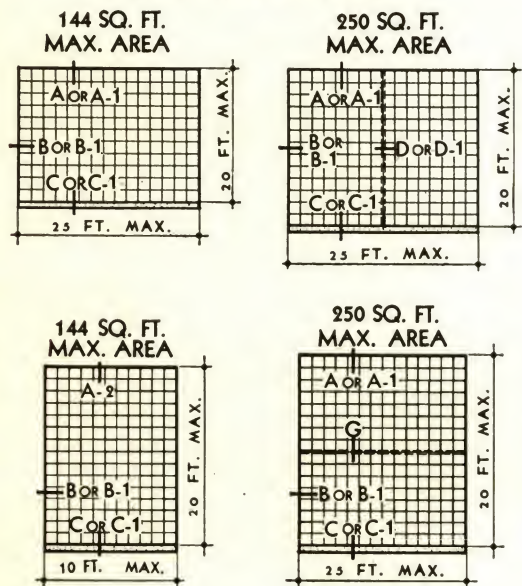 144 SQ. FT.
MAX. AREA
A OR A-1
B OR B-1
C OR C-1
20 FT. MAX.
25 FT. MAX.
250 SQ. FT.
MAX. AREA
A OR A-1
B OR
B-1
D OR D-1
C OR C-1
20 FT. MAX.
25 FT. MAX.
144 SQ. FT.
MAX. AREA
A-2
B OR B-1
C OR C-1
20 FT. MAX.
10 FT. MAX.
250 SQ. FT.
MAX. AREA
A OR A-1
G
B OR B-1
C OR C-1
20 FT. MAX.
25 FT. MAX.